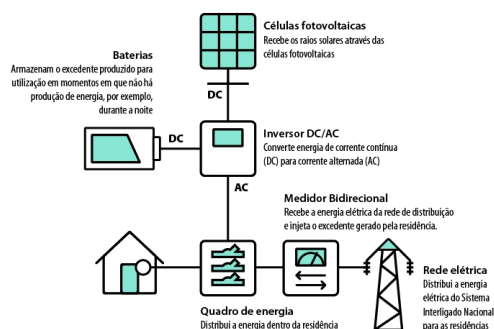 Células fotovoltaicas
Recebe os raios solares através das
células fotovoltaicas
Baterias
Armazenam o excedente produzido para
utilização em momentos em que não há
produção de energia, por exemplo,
durante a noite
DC
DC
Inversor DC/AC
Converte energia de corrente contínua
(DC) para corrente alternada (AC)
AC
Medidor Bidirecional
Recebe a energia elétrica da rede de distribuição
e injeta o excedente gerado pela residência.
Rede elétrica
Distribui a energia
elétrica do Sistema
Interligado Nacional
para as residências
Quadro de energia
Distribui a energia dentro da residência